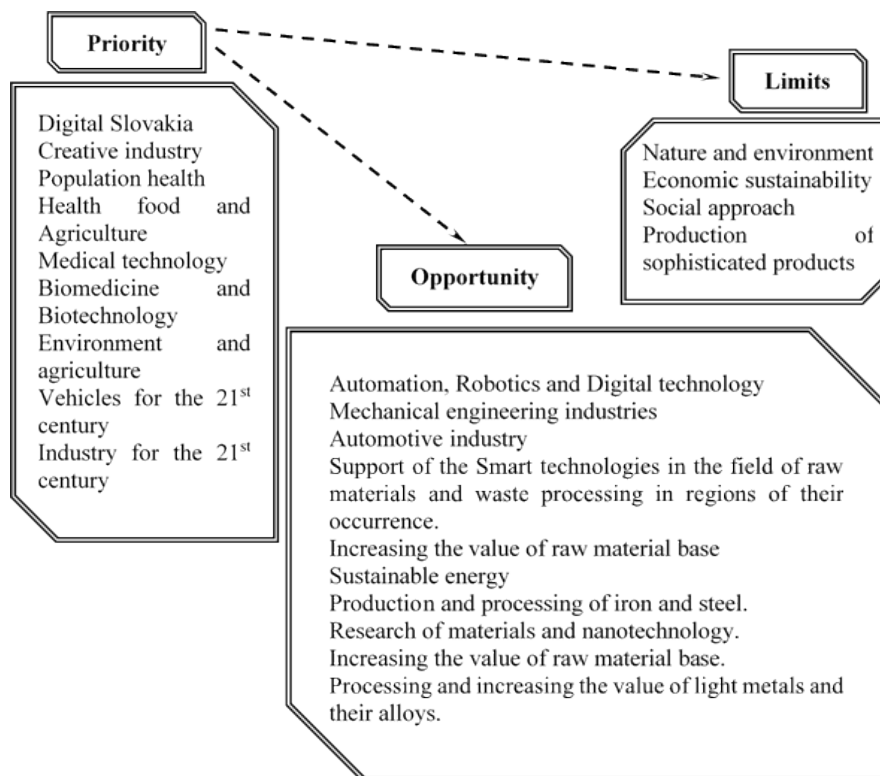 Priority
Digital Slovakia
Creative industry
Population health
Health food and
Agriculture
Medical technology
Biomedicine and
Biotechnology
Environment and
agriculture
Vehicles for the 21st
century
Industry for the 21st
century
Limits
Nature and environment
Economic sustainability
Social approach
Production of
sophisticated products
Opportunity
Automation, Robotics and Digital technology
Mechanical engineering industries
Automotive industry
Support of the Smart technologies in the field of raw
materials and waste processing in regions of their
occurrence.
Increasing the value of raw material base
Sustainable energy
Production and processing of iron and steel.
Research of materials and nanotechnology.
Increasing the value of raw material base.
Processing and increasing the value of light metals and
their alloys.